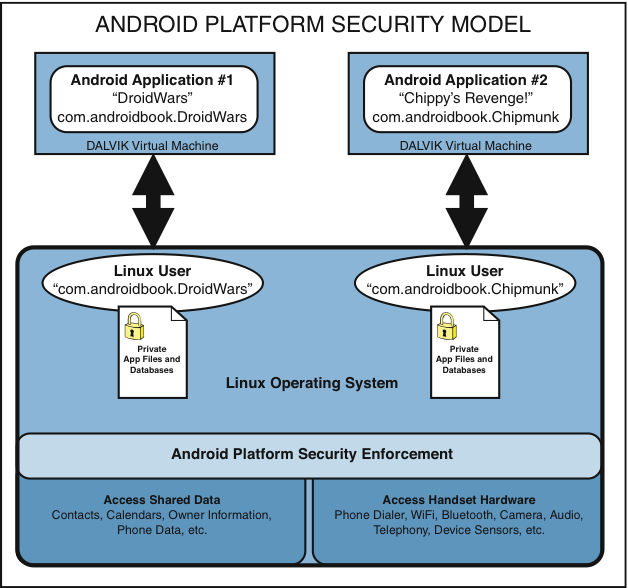 ANDROID PLATFORM SECURITY MODEL
Android Application #1
“DroidWars”
com.androidbook.DroidWars
DALVIK Virtual Machine
Android Application #2
“Chippy’s Revenge!”
com.androidbook.Chipmunk
DALVIK Virtual Machine
Linux User
“com.androidbook.DroidWars”
Private
App Files and
Databases
Linux User
“com.androidbook.Chipmunk”
Private
App Files and
Databases
Linux Operating System
Android Platform Security Enforcement
Access Shared Data
Contacts, Calendars, Owner Information,
Phone Data, etc.
Access Handset Hardware
Phone Dialer, WiFi, Bluetooth, Camera, Audio,
Telephony, Device Sensors, etc.